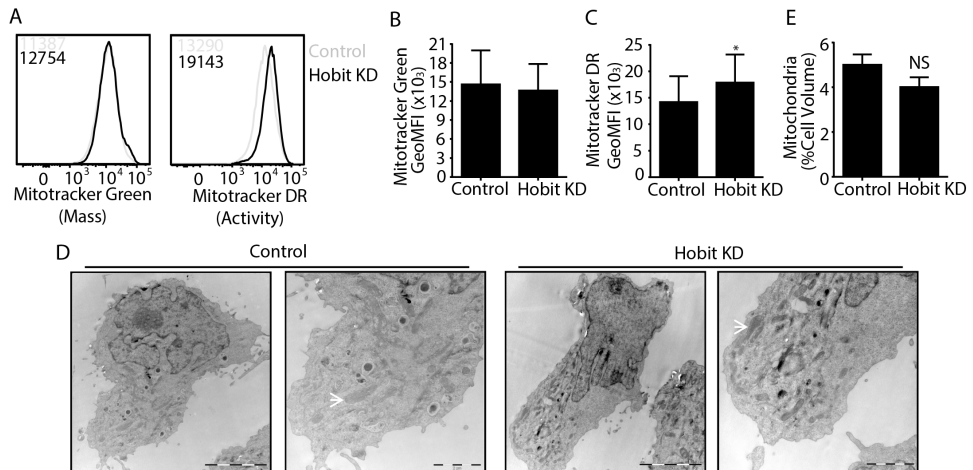 A
11387
12754
13290
19143
Control
Hobit KD
0 10³ 10⁴ 10⁵
0 10³ 10⁴ 10⁵
Mitotracker Green
(Mass)
Mitotracker DR
(Activity)
B
Mitotracker Green
GeoMFI (x10₃)
21
18
15
12
9
6
3
0
Control Hobit KD
C
Mitotracker DR
GeoMFI (x10₃)
25
20
15
10
5
0
*
Control Hobit KD
E
Mitochondria
(%Cell Volume)
6
4
2
0
NS
Control Hobit KD
D
Control
Hobit KD